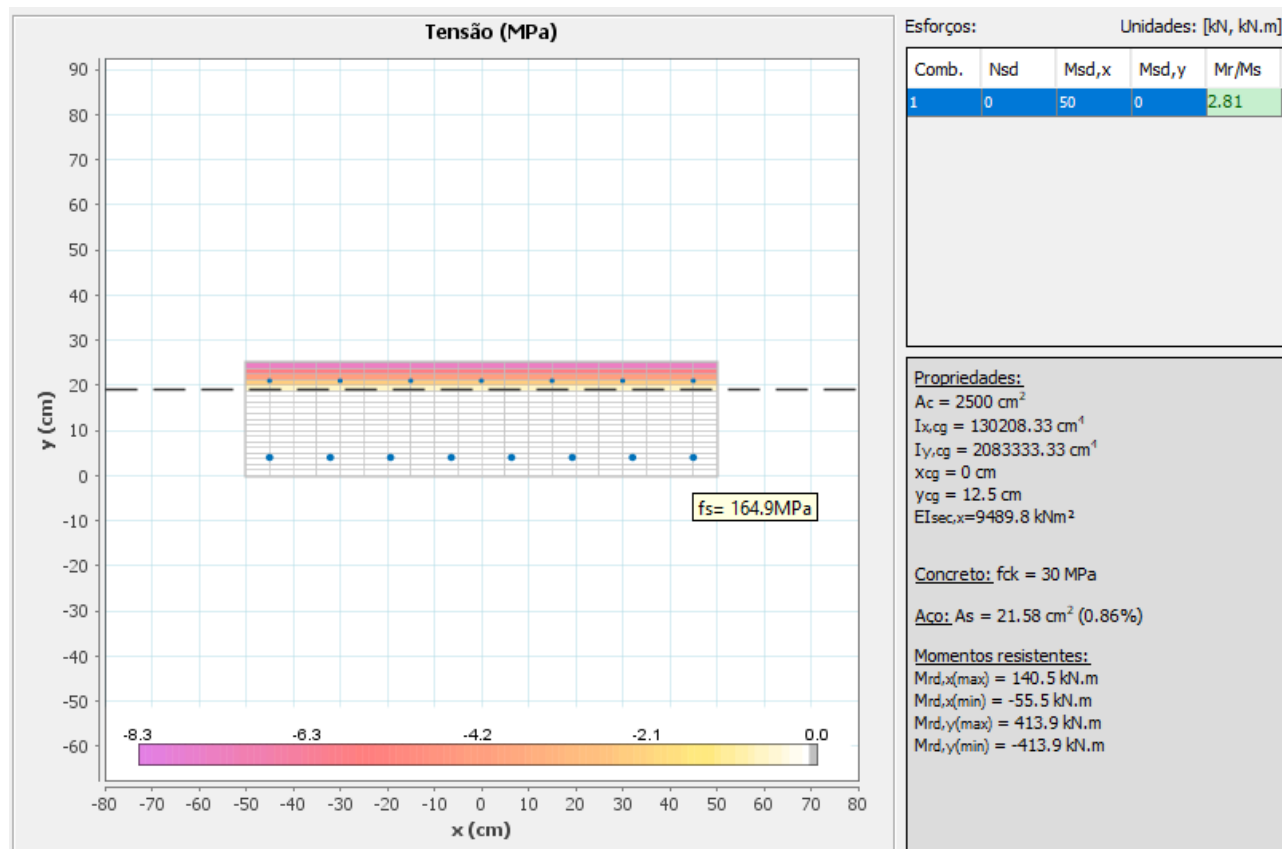 Tensão (MPa)
90
80
70
60
50
40
30
20
10
0
-10
-20
-30
-40
-50
-60
y (cm)
fs= 164.9MPa
-8.3 -6.3 -4.2 -2.1 0.0
-80 -70 -60 -50 -40 -30 -20 -10 0 10 20 30 40 50 60 70 80
x (cm)
Esforços: Unidades: [kN, kN.m]
Comb. Nsd Msd,x Msd,y Mr/Ms
1 0 50 0 2.81
Propriedades:
Ac = 2500 cm²
Ix,cg = 130208.33 cm⁴
Iy,cg = 2083333.33 cm⁴
xcg = 0 cm
ycg = 12.5 cm
EIsec,x=9489.8 kNm²
Concreto: fck = 30 MPa
Aço: As = 21.58 cm² (0.86%)
Momentos resistentes:
Mrd,x(max) = 140.5 kN.m
Mrd,x(min) = -55.5 kN.m
Mrd,y(max) = 413.9 kN.m
Mrd,y(min) = -413.9 kN.m